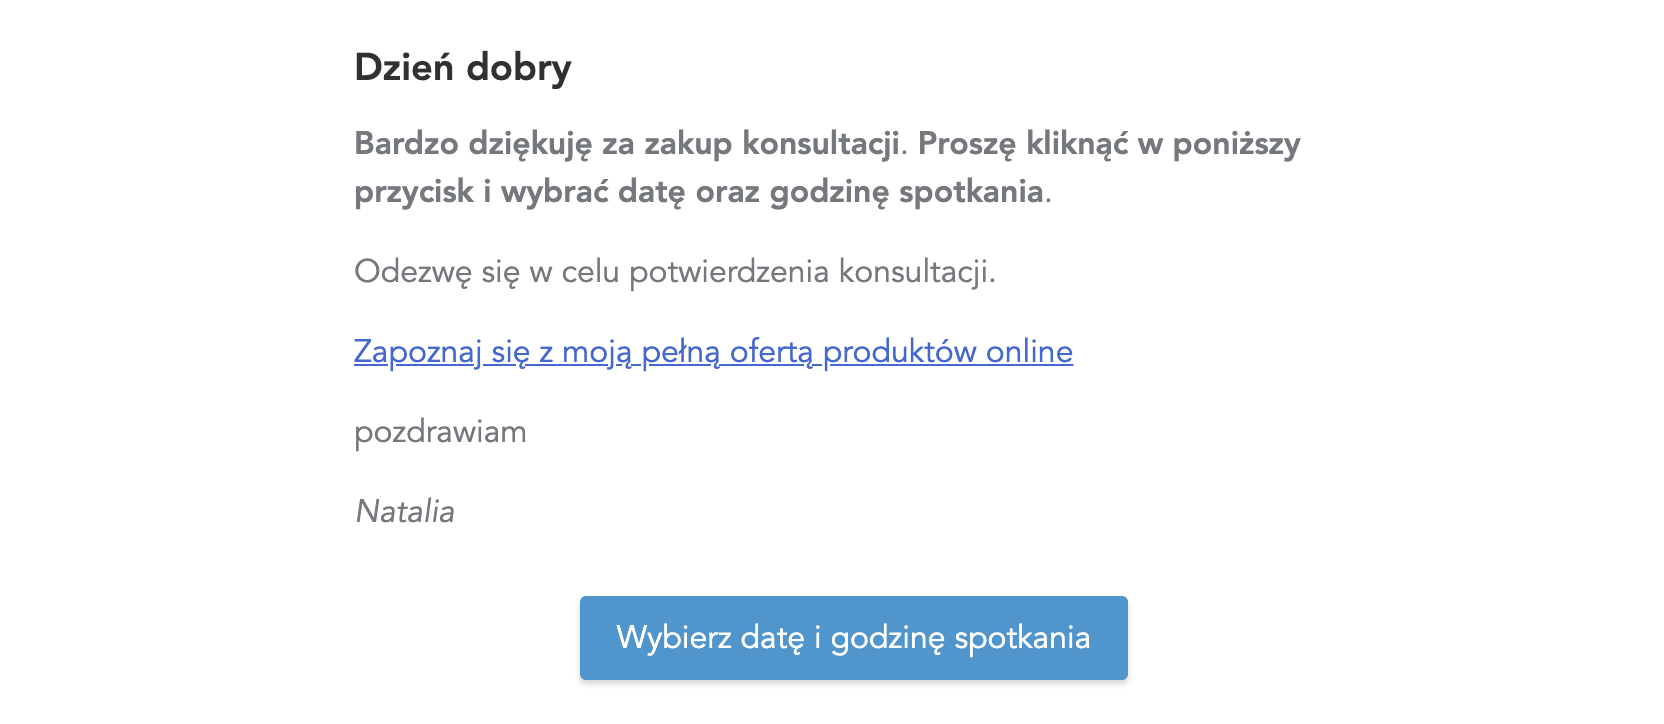 Dzień dobry
Bardzo dziękuję za zakup konsultacji. Proszę kliknąć w poniższy
przycisk i wybrać datę oraz godzinę spotkania.
Odezwę się w celu potwierdzenia konsultacji.
Zapoznaj się z moją pełną ofertą produktów online
pozdrawiam
Natalia
Wybierz datę i godzinę spotkania